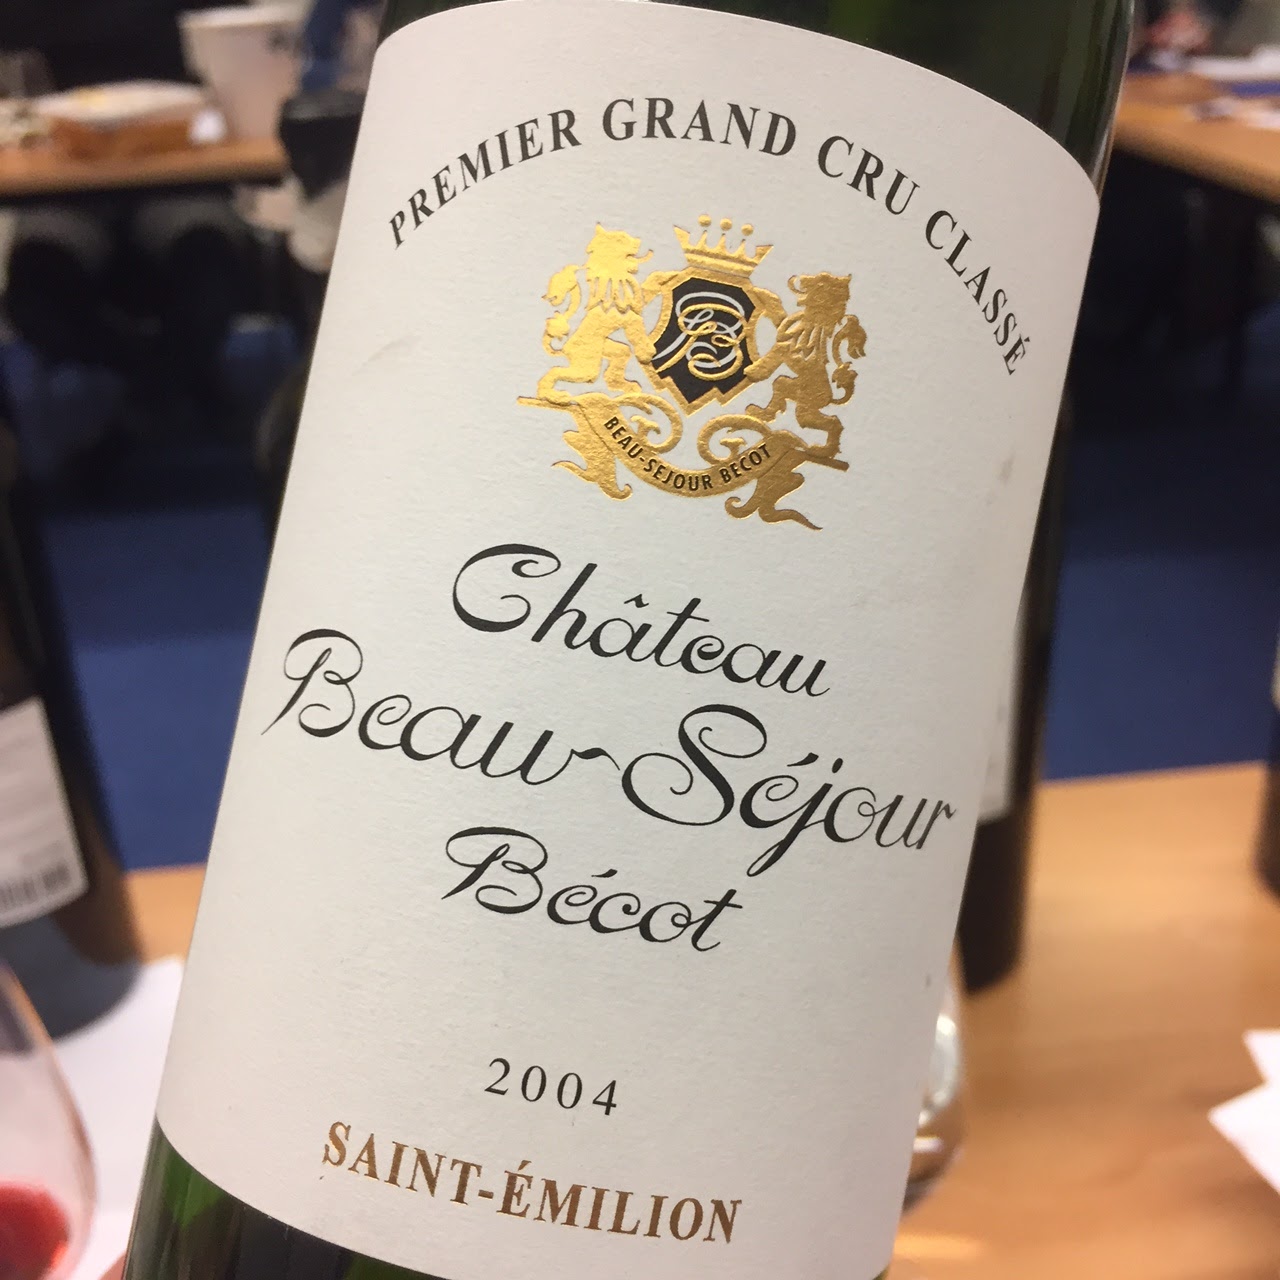 PREMIER GRAND CRU CLASSÉ
BEAU-SEJOUR BECOT
Château
Beau-Séjour
Bécot
2004
SAINT-ÉMILION